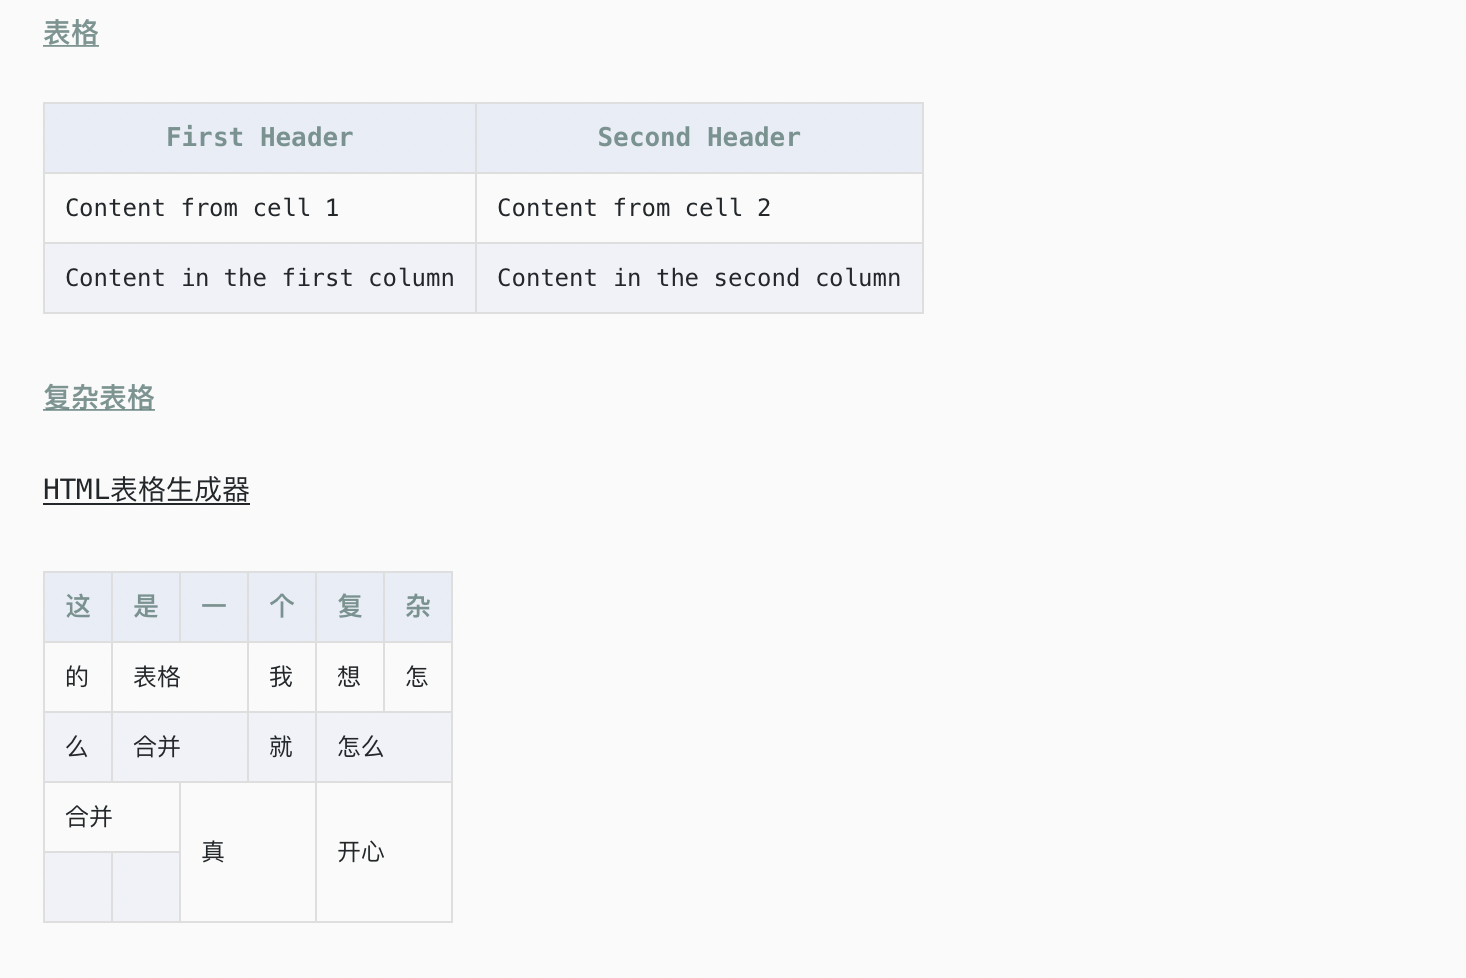 表格
First Header Second Header
Content from cell 1 Content from cell 2
Content in the first column Content in the second column
复杂表格
HTML表格生成器
这 是 一 个 复 杂
的 表格 我 想 怎
么 合并 就 怎么
合并
真 开心